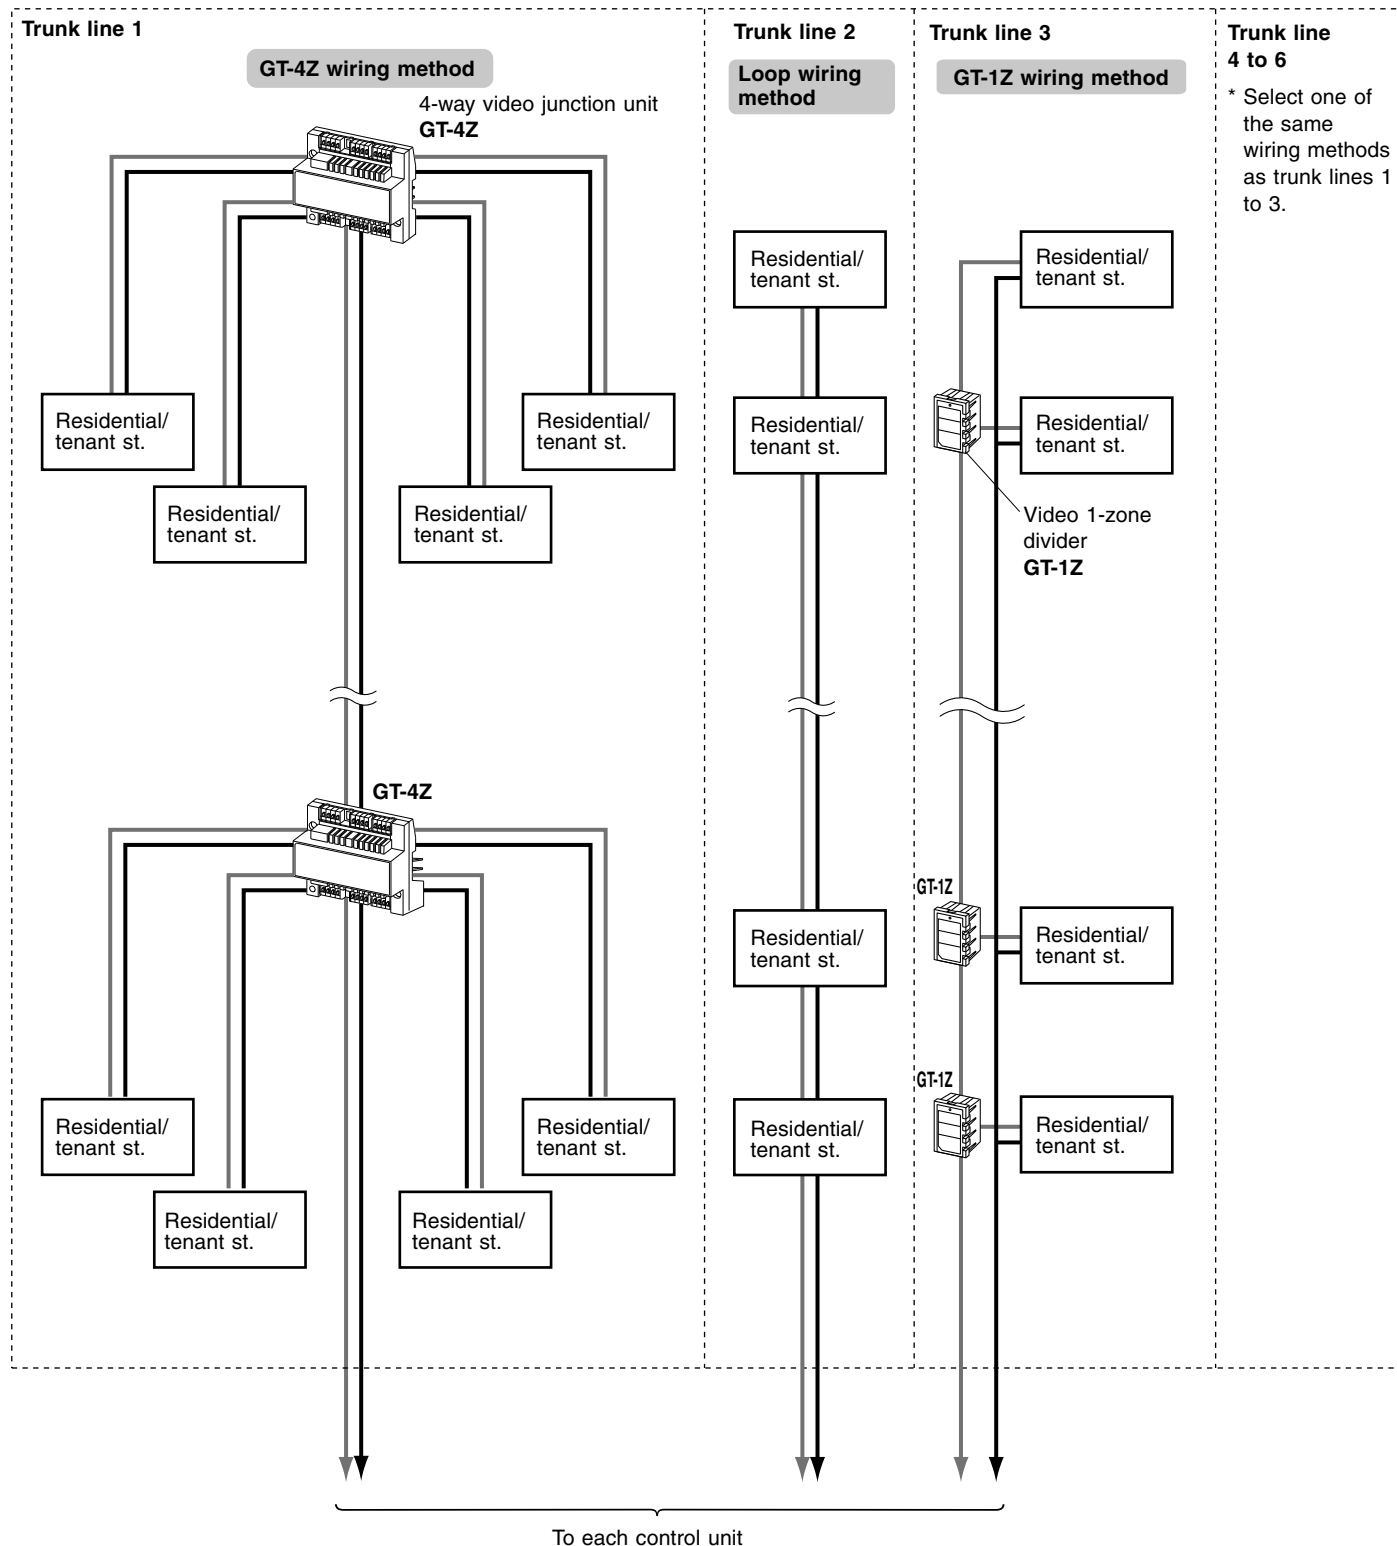 Trunk line 1
GT-4Z wiring method
4-way video junction unit
GT-4Z
Residential/
tenant st.
Residential/
tenant st.
Residential/
tenant st.
Residential/
tenant st.
GT-4Z
Residential/
tenant st.
Residential/
tenant st.
Residential/
tenant st.
Residential/
tenant st.
Trunk line 2
Loop wiring
method
Residential/
tenant st.
Residential/
tenant st.
Residential/
tenant st.
Residential/
tenant st.
Trunk line 3
GT-1Z wiring method
Residential/
tenant st.
Residential/
tenant st.
Video 1-zone
divider
GT-1Z
GT-1Z
Residential/
tenant st.
GT-1Z
Residential/
tenant st.
Trunk line
4 to 6
* Select one of
the same
wiring methods
as trunk lines 1
to 3.
To each control unit